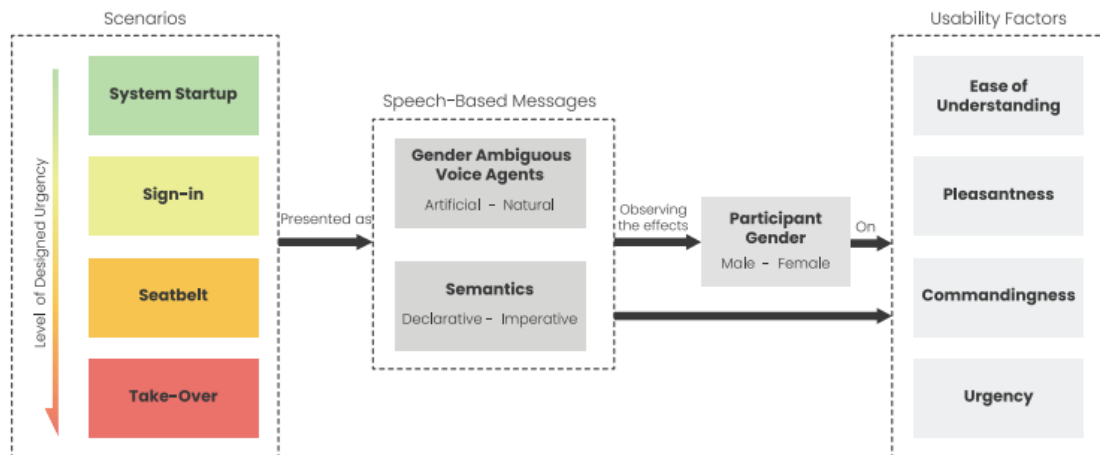 Scenarios
Level of Designed Urgency
System Startup
Sign-in
Seatbelt
Take-Over
Presented as
Speech-Based Messages
Gender Ambiguous
Voice Agents
Artificial - Natural
Semantics
Declarative - Imperative
Observing
the effects
Participant
Gender
Male - Female
On
Usability Factors
Ease of
Understanding
Pleasantness
Commandingness
Urgency